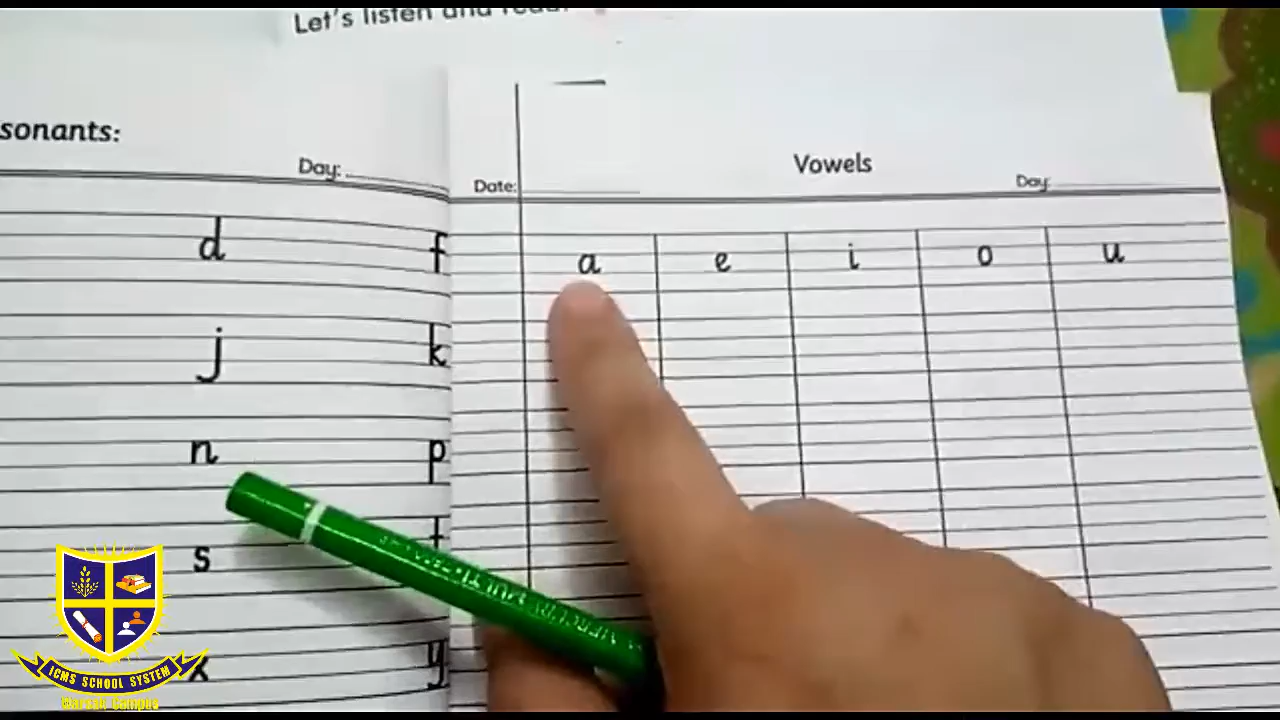 Let's listen and read.
sonants:
Day:
d f
j k
n p
s t
x y
Vowels
Date:
Day:
a e i o u
ICMS SCHOOL SYSTEM